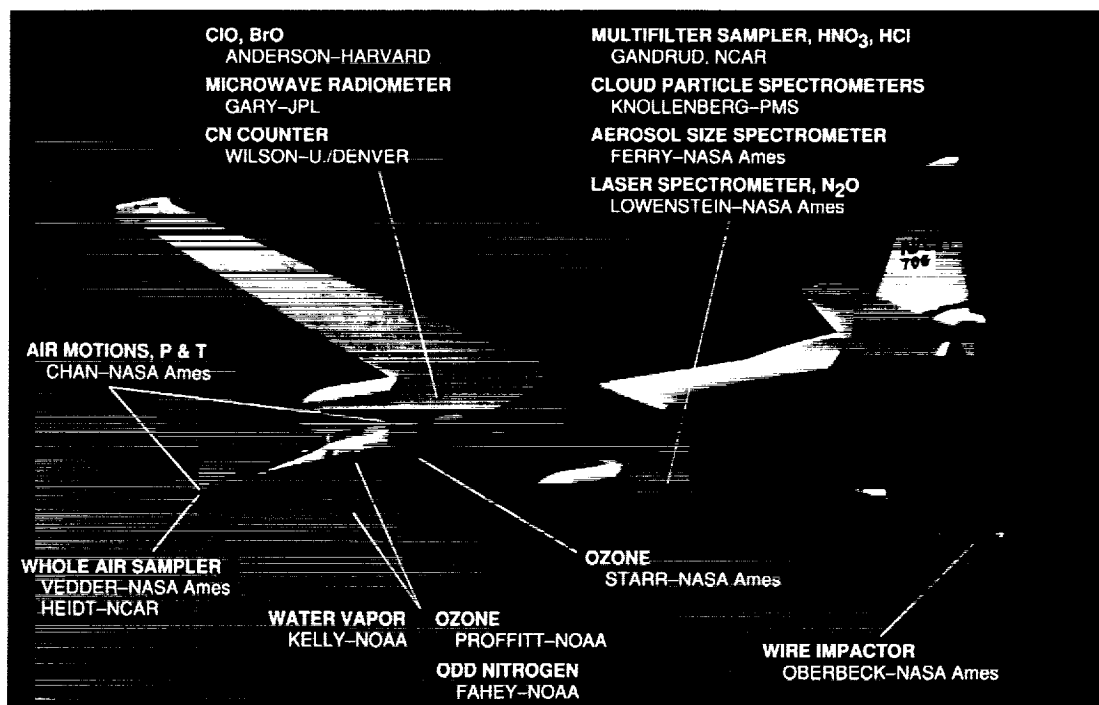 ClO, BrO
ANDERSON–HARVARD
MICROWAVE RADIOMETER
GARY–JPL
CN COUNTER
WILSON–U./DENVER
MULTIFILTER SAMPLER, HNO3, HCl
GANDRUD, NCAR
CLOUD PARTICLE SPECTROMETERS
KNOLLENBERG–PMS
AEROSOL SIZE SPECTROMETER
FERRY–NASA Ames
LASER SPECTROMETER, N2O
LOWENSTEIN–NASA Ames
706
AIR MOTIONS, P & T
CHAN–NASA Ames
WHOLE AIR SAMPLER
VEDDER–NASA Ames
HEIDT–NCAR
WATER VAPOR
KELLY–NOAA
OZONE
PROFFITT–NOAA
ODD NITROGEN
FAHEY–NOAA
OZONE
STARR–NASA Ames
WIRE IMPACTOR
OBERBECK–NASA Ames